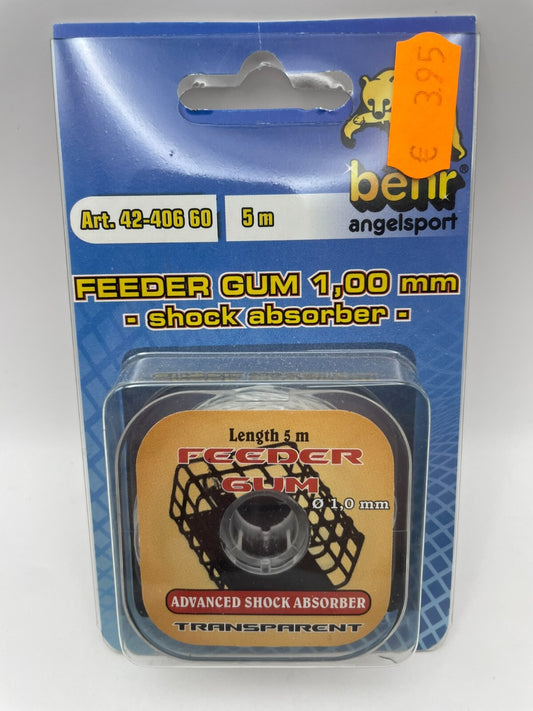 € 3.95
behr®
angelsport
Art. 42-406 60 5 m
FEEDER GUM 1,00 mm
- shock absorber -
Length 5 m
FEEDER
GUM
Ø 1,0 mm
ADVANCED SHOCK ABSORBER
TRANSPARENT